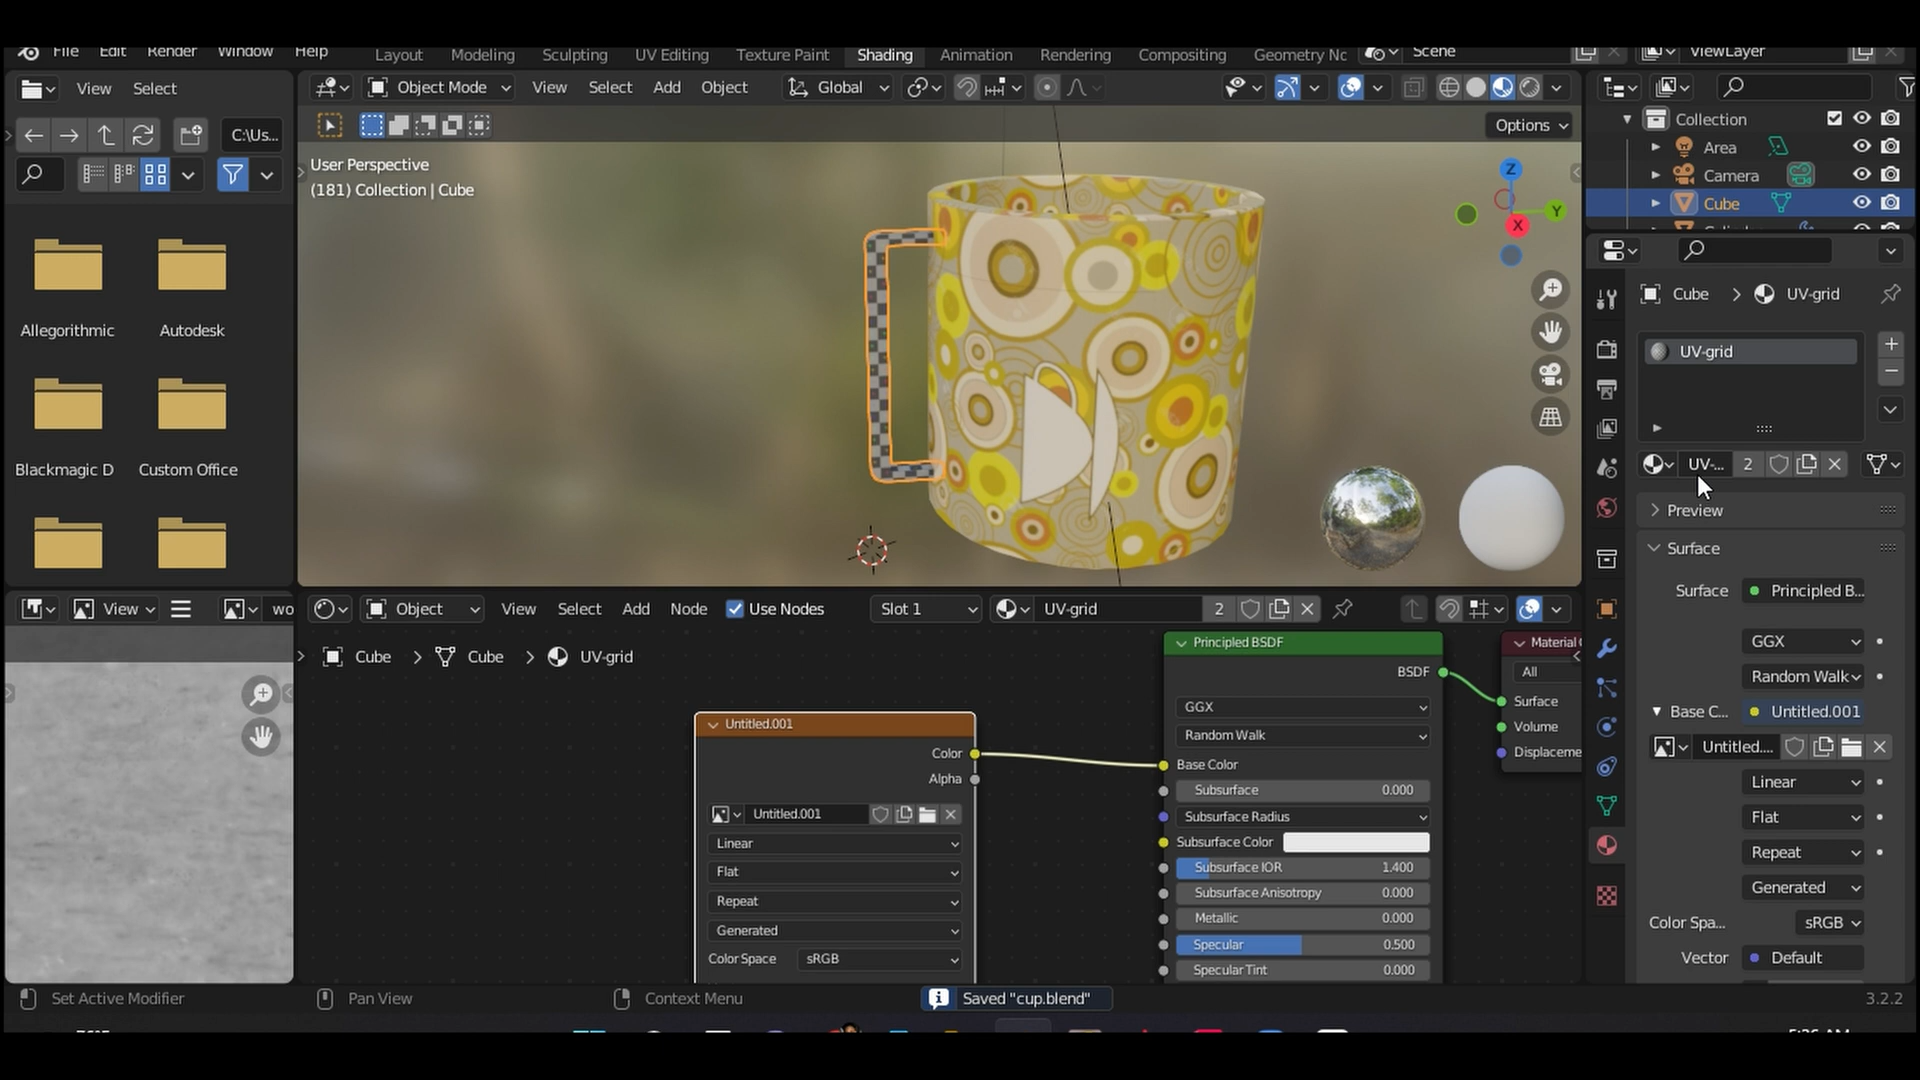 File Edit Render Window Help
Layout Modeling Sculpting UV Editing Texture Paint Shading Animation Rendering Compositing Geometry Nc
Scene
ViewLayer
View Select
C:\Us...
Allegorithmic
Autodesk
Blackmagic D
Custom Office
Object Mode View Select Add Object Global
Options
User Perspective
(181) Collection | Cube
Z
Y
X
Collection
Area
Camera
Cube
Cube > UV-grid
UV-grid
UV-... 2
Preview
Surface
Surface Principled B...
GGX
Random Walk
Base C... Untitled.001
Untitled....
Linear
Flat
Repeat
Generated
Color Spa... sRGB
Vector Default
View
wo
Object View Select Add Node Use Nodes Slot 1 UV-grid 2
Cube > Cube > UV-grid
Untitled.001
Color
Alpha
Untitled.001
Linear
Flat
Repeat
Generated
Color Space sRGB
Principled BSDF
BSDF
GGX
Random Walk
Base Color
Subsurface 0.000
Subsurface Radius
Subsurface Color
Subsurface IOR 1.400
Subsurface Anisotropy 0.000
Metallic 0.000
Specular 0.500
Specular Tint 0.000
Material
All
Surface
Volume
Displaceme
Set Active Modifier
Pan View
Context Menu
Saved "cup.blend"
3.2.2